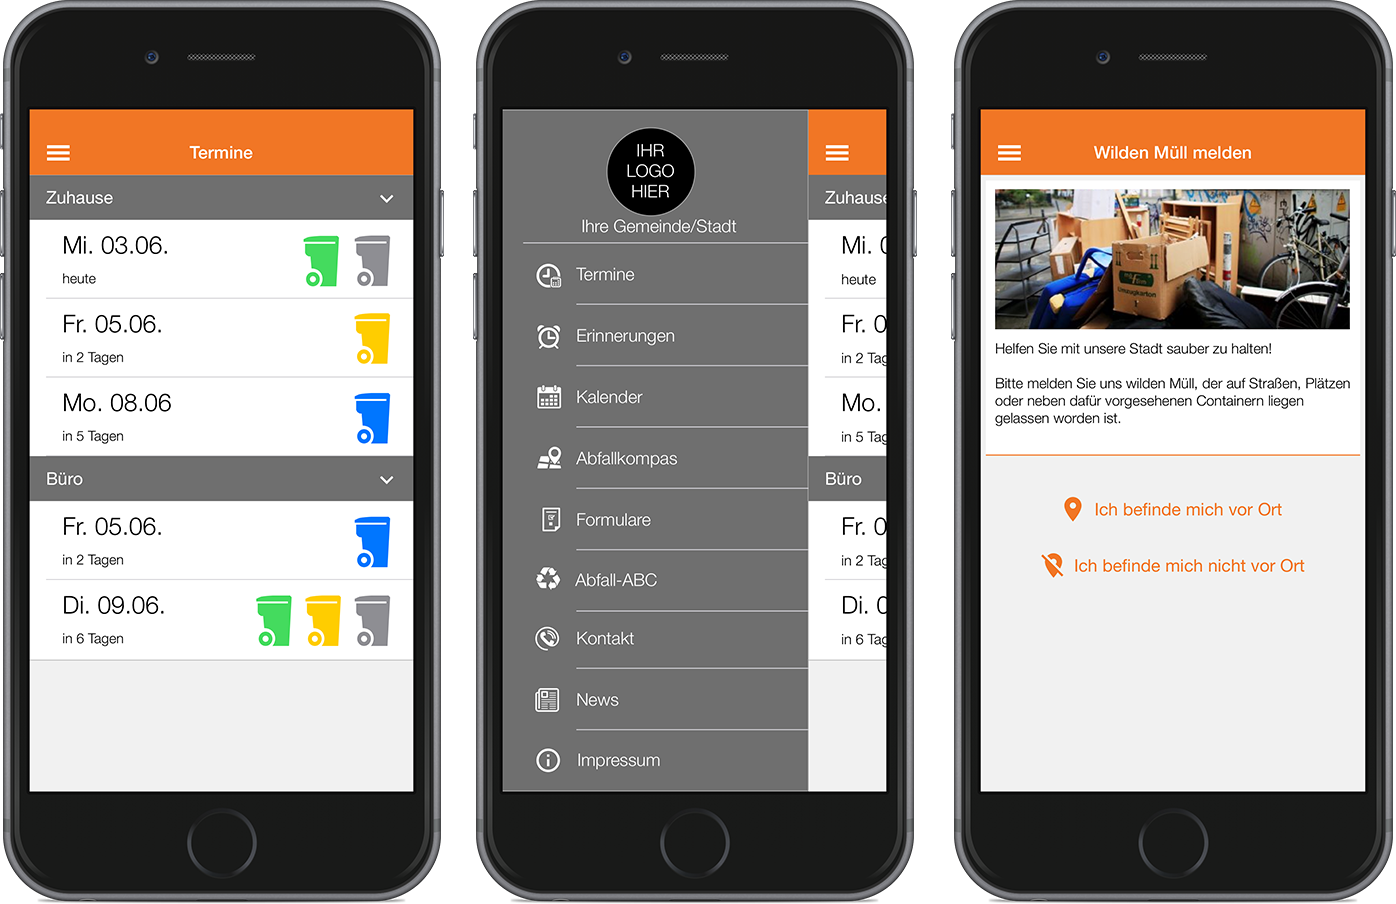 Termine
Zuhause
Mi. 03.06.
heute
Fr. 05.06.
in 2 Tagen
Mo. 08.06
in 5 Tagen
Büro
Fr. 05.06.
in 2 Tagen
Di. 09.06.
in 6 Tagen
IHR
LOGO
HIER
Ihre Gemeinde/Stadt
Termine
Erinnerungen
Kalender
Abfallkompas
Formulare
Abfall-ABC
Kontakt
News
Impressum
Zuhause
Mi. 0
heute
Fr. 0
in 2 Tag
Mo.
in 5 Tag
Büro
Fr. 0
in 2 Tag
Di. 0
in 6 Tag
Wilden Müll melden
Umzugkarton
Helfen Sie mit unsere Stadt sauber zu halten!
Bitte melden Sie uns wilden Müll, der auf Straßen, Plätzen
oder neben dafür vorgesehenen Containern liegen
gelassen worden ist.
Ich befinde mich vor Ort
Ich befinde mich nicht vor Ort